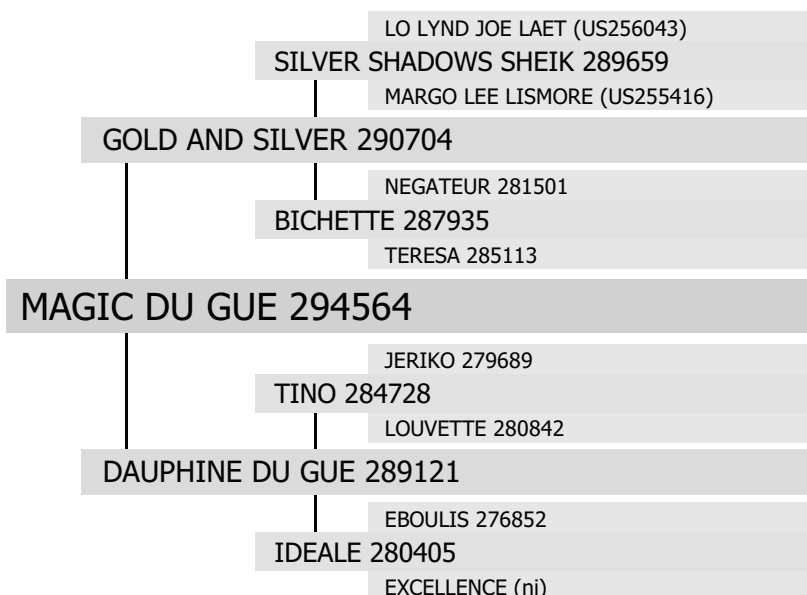 LO LYND JOE LAET (US256043)
SILVER SHADOWS SHEIK 289659
MARGO LEE LISMORE (US255416)
GOLD AND SILVER 290704
NEGATEUR 281501
BICHETTE 287935
TERESA 285113
MAGIC DU GUE 294564
JERIKO 279689
TINO 284728
LOUVETTE 280842
DAUPHINE DU GUE 289121
EBOULIS 276852
IDEALE 280405
EXCELLENCE (ni)